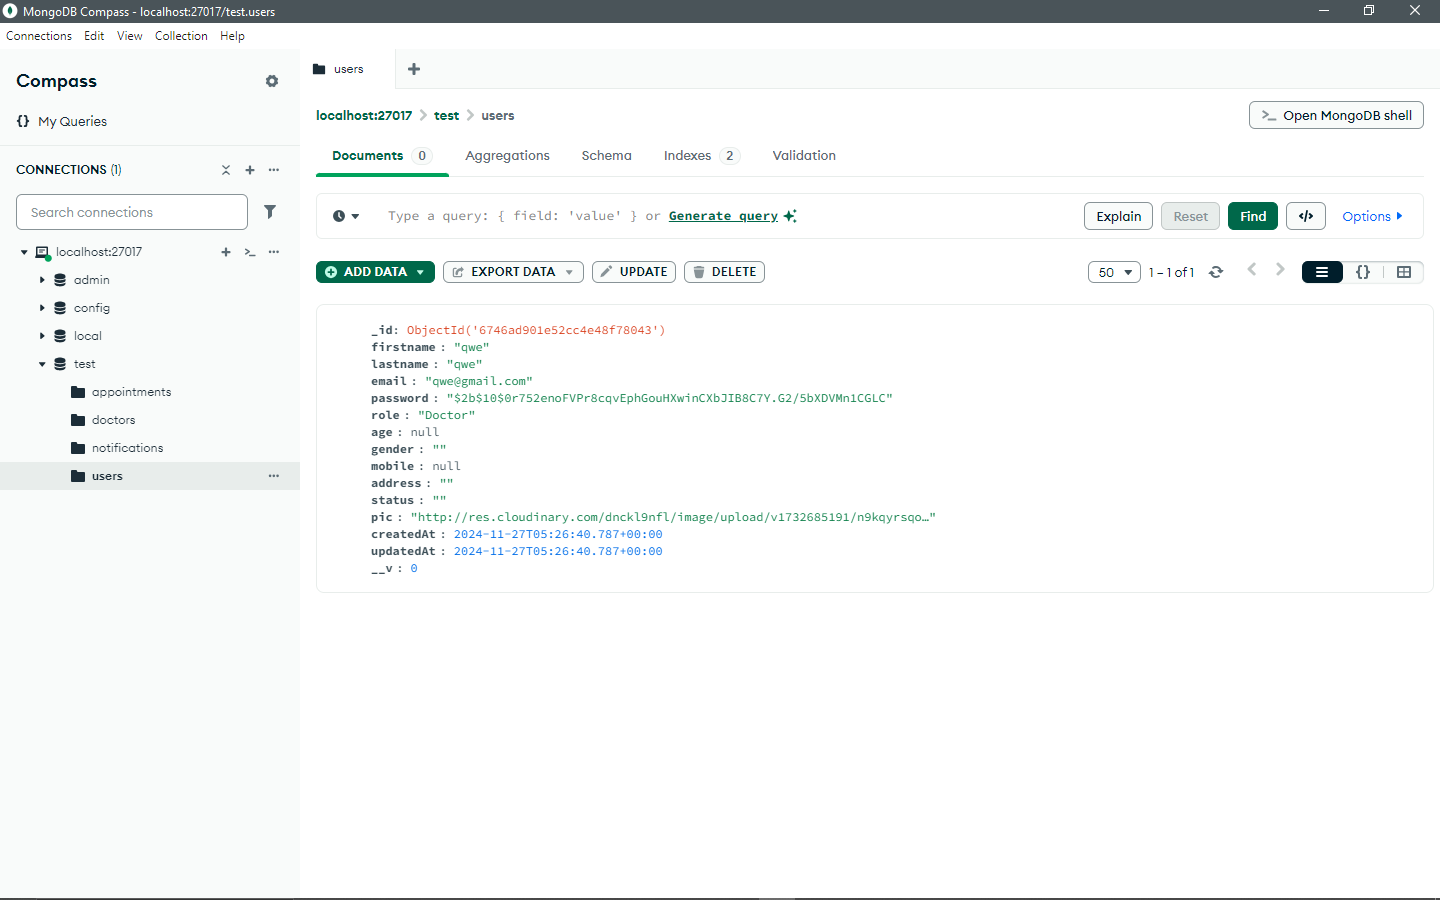 MongoDB Compass - localhost:27017/test.users
Connections Edit View Collection Help
Compass
My Queries
CONNECTIONS (1)
Search connections
localhost:27017
admin
config
local
test
appointments
doctors
notifications
users
users
localhost:27017 test users
Open MongoDB shell
Documents 0 Aggregations Schema Indexes 2 Validation
Type a query: { field: 'value' } or Generate query
Explain Reset Find </> Options
ADD DATA EXPORT DATA UPDATE DELETE
50 1 – 1 of 1 {}
_id: ObjectId('6746ad901e52cc4e48f78043')
firstname : "qwe"
lastname : "qwe"
email : "qwe@gmail.com"
password : "$2b$10$0r752enoFVPr8cqvEphGouHXwinCXbJIB8C7Y.G2/5bXDVMn1CGLC"
role : "Doctor"
age : null
gender : ""
mobile : null
address : ""
status : ""
pic : "http://res.cloudinary.com/dnckl9nfl/image/upload/v1732685191/n9kqyrsqo…"
createdAt : 2024-11-27T05:26:40.787+00:00
updatedAt : 2024-11-27T05:26:40.787+00:00
__v : 0